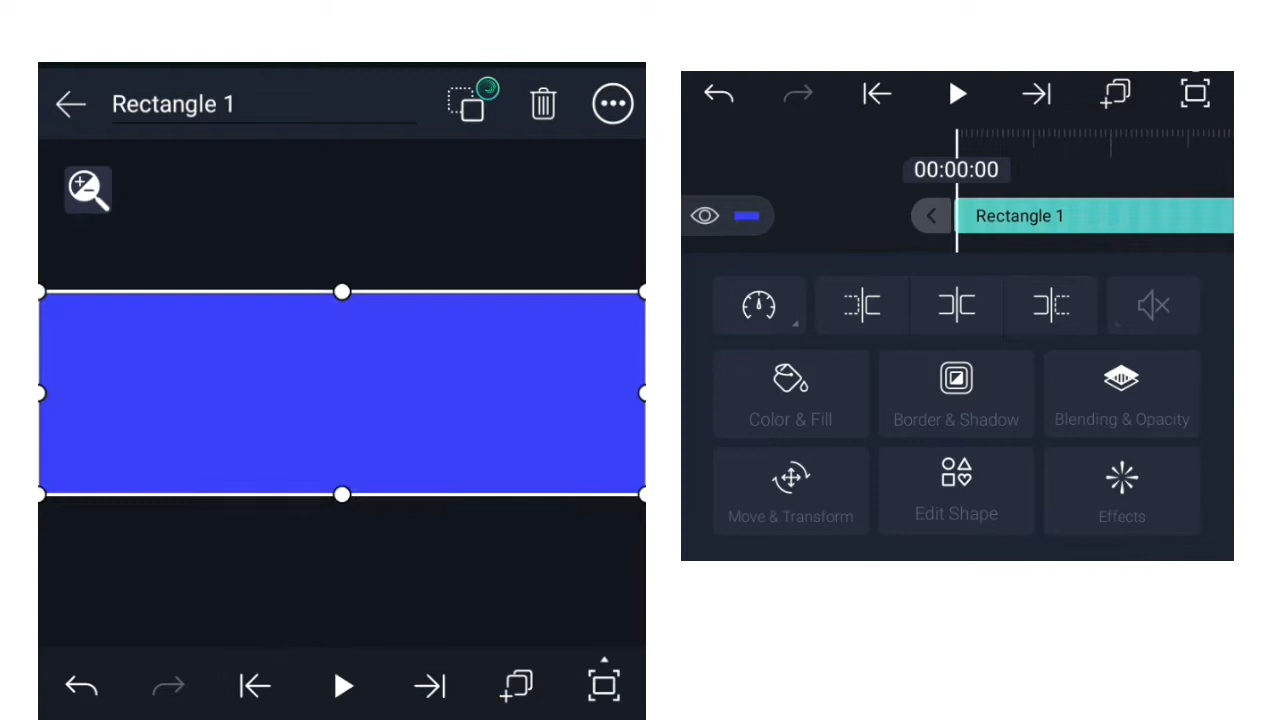 Rectangle 1
00:00:00
Rectangle 1
Color & Fill
Border & Shadow
Blending & Opacity
Move & Transform
Edit Shape
Effects